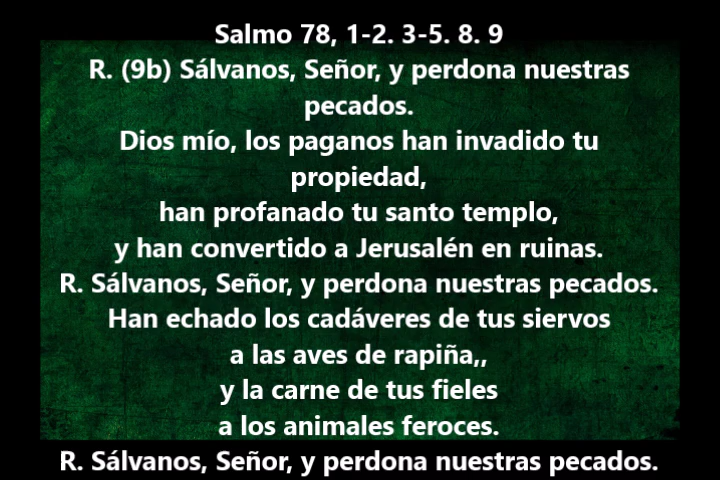 Salmo 78, 1-2. 3-5. 8. 9
R. (9b) Sálvanos, Señor, y perdona nuestras
pecados.
Dios mío, los paganos han invadido tu
propiedad,
han profanado tu santo templo,
y han convertido a Jerusalén en ruinas.
R. Sálvanos, Señor, y perdona nuestras pecados.
Han echado los cadáveres de tus siervos
a las aves de rapiña,,
y la carne de tus fieles
a los animales feroces.
R. Sálvanos, Señor, y perdona nuestras pecados.